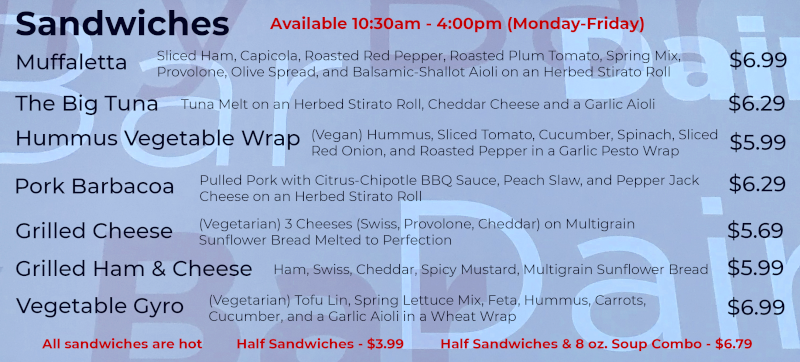 Sandwiches Available 10:30am - 4:00pm (Monday-Friday)
Muffaletta Sliced Ham, Capicola, Roasted Red Pepper, Roasted Plum Tomato, Spring Mix, $6.99
Provolone, Olive Spread, and Balsamic-Shallot Aioli on an Herbed Stirato Roll
The Big Tuna Tuna Melt on an Herbed Stirato Roll, Cheddar Cheese and a Garlic Aioli $6.29
Hummus Vegetable Wrap (Vegan) Hummus, Sliced Tomato, Cucumber, Spinach, Sliced $5.99
Red Onion, and Roasted Pepper in a Garlic Pesto Wrap
Pork Barbacoa Pulled Pork with Citrus-Chipotle BBQ Sauce, Peach Slaw, and Pepper Jack $6.29
Cheese on an Herbed Stirato Roll
Grilled Cheese (Vegetarian) 3 Cheeses (Swiss, Provolone, Cheddar) on Multigrain $5.69
Sunflower Bread Melted to Perfection
Grilled Ham & Cheese Ham, Swiss, Cheddar, Spicy Mustard, Multigrain Sunflower Bread $5.99
Vegetable Gyro (Vegetarian) Tofu Lin, Spring Lettuce Mix, Feta, Hummus, Carrots, $6.99
Cucumber, and a Garlic Aioli in a Wheat Wrap
All sandwiches are hot Half Sandwiches - $3.99 Half Sandwiches & 8 oz. Soup Combo - $6.79